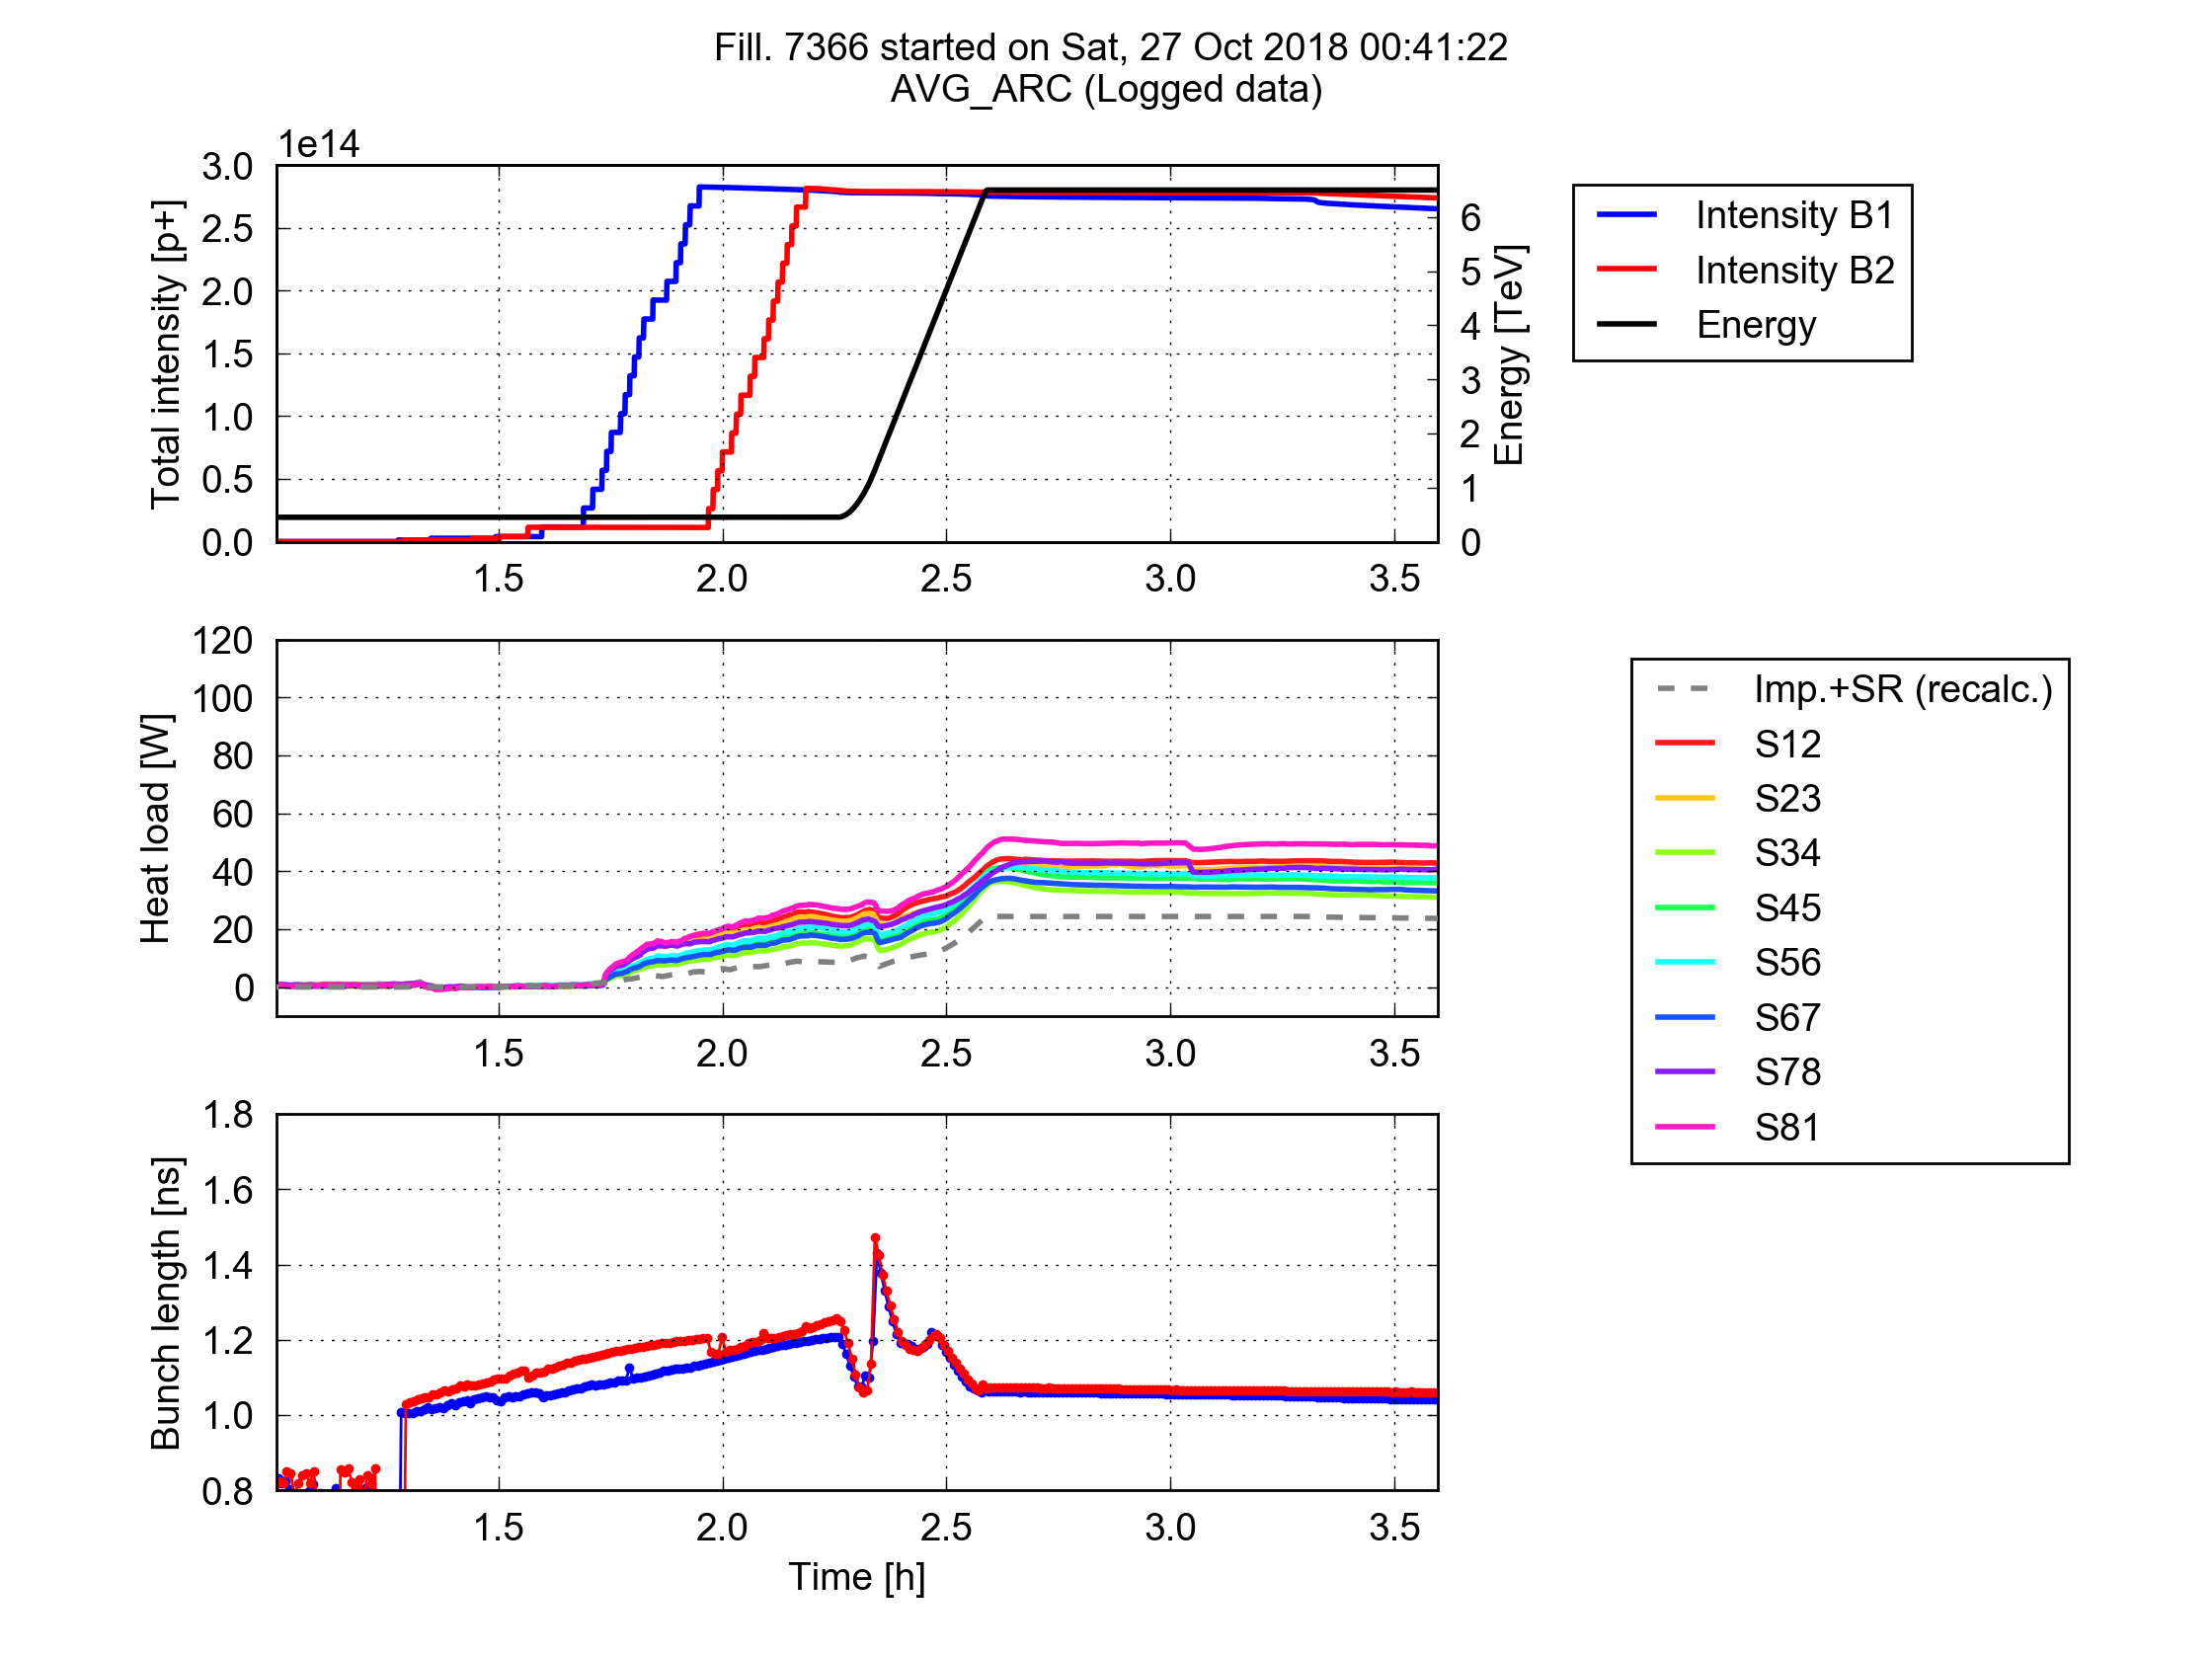 Fill. 7366 started on Sat, 27 Oct 2018 00:41:22
AVG_ARC (Logged data)
1e14
3.0
2.5
2.0
1.5
1.0
0.5
0.0
Total intensity [p+]
6
5
4
3
2
1
0
Energy [TeV]
1.5 2.0 2.5 3.0 3.5
Intensity B1
Intensity B2
Energy
120
100
80
60
40
20
0
Heat load [W]
1.5 2.0 2.5 3.0 3.5
Imp.+SR (recalc.)
S12
S23
S34
S45
S56
S67
S78
S81
1.8
1.6
1.4
1.2
1.0
0.8
Bunch length [ns]
1.5 2.0 2.5 3.0 3.5
Time [h]